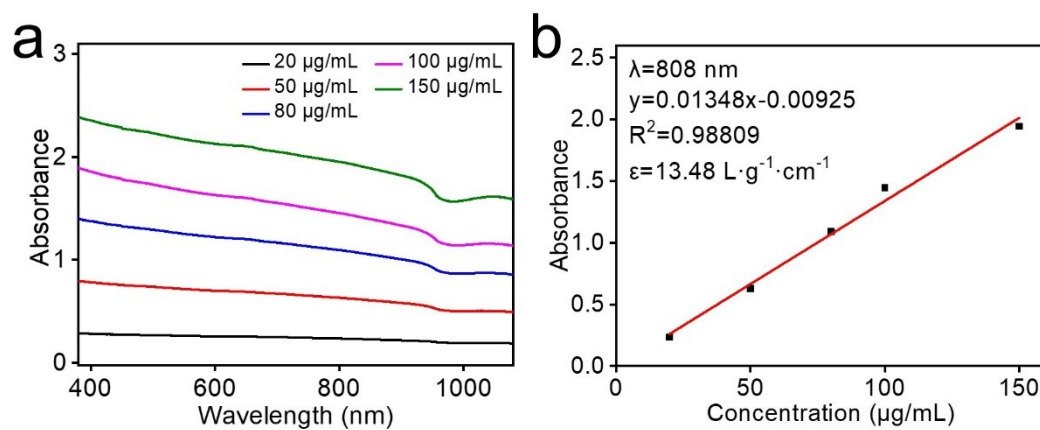 a
3
2
1
0
Absorbance
20 μg/mL
50 μg/mL
80 μg/mL
100 μg/mL
150 μg/mL
400 600 800 1000
Wavelength (nm)
b
2.5
2.0
1.5
1.0
0.5
0.0
Absorbance
λ=808 nm
y=0.01348x-0.00925
R²=0.98809
ε=13.48 L·g⁻¹·cm⁻¹
0 50 100 150
Concentration (μg/mL)